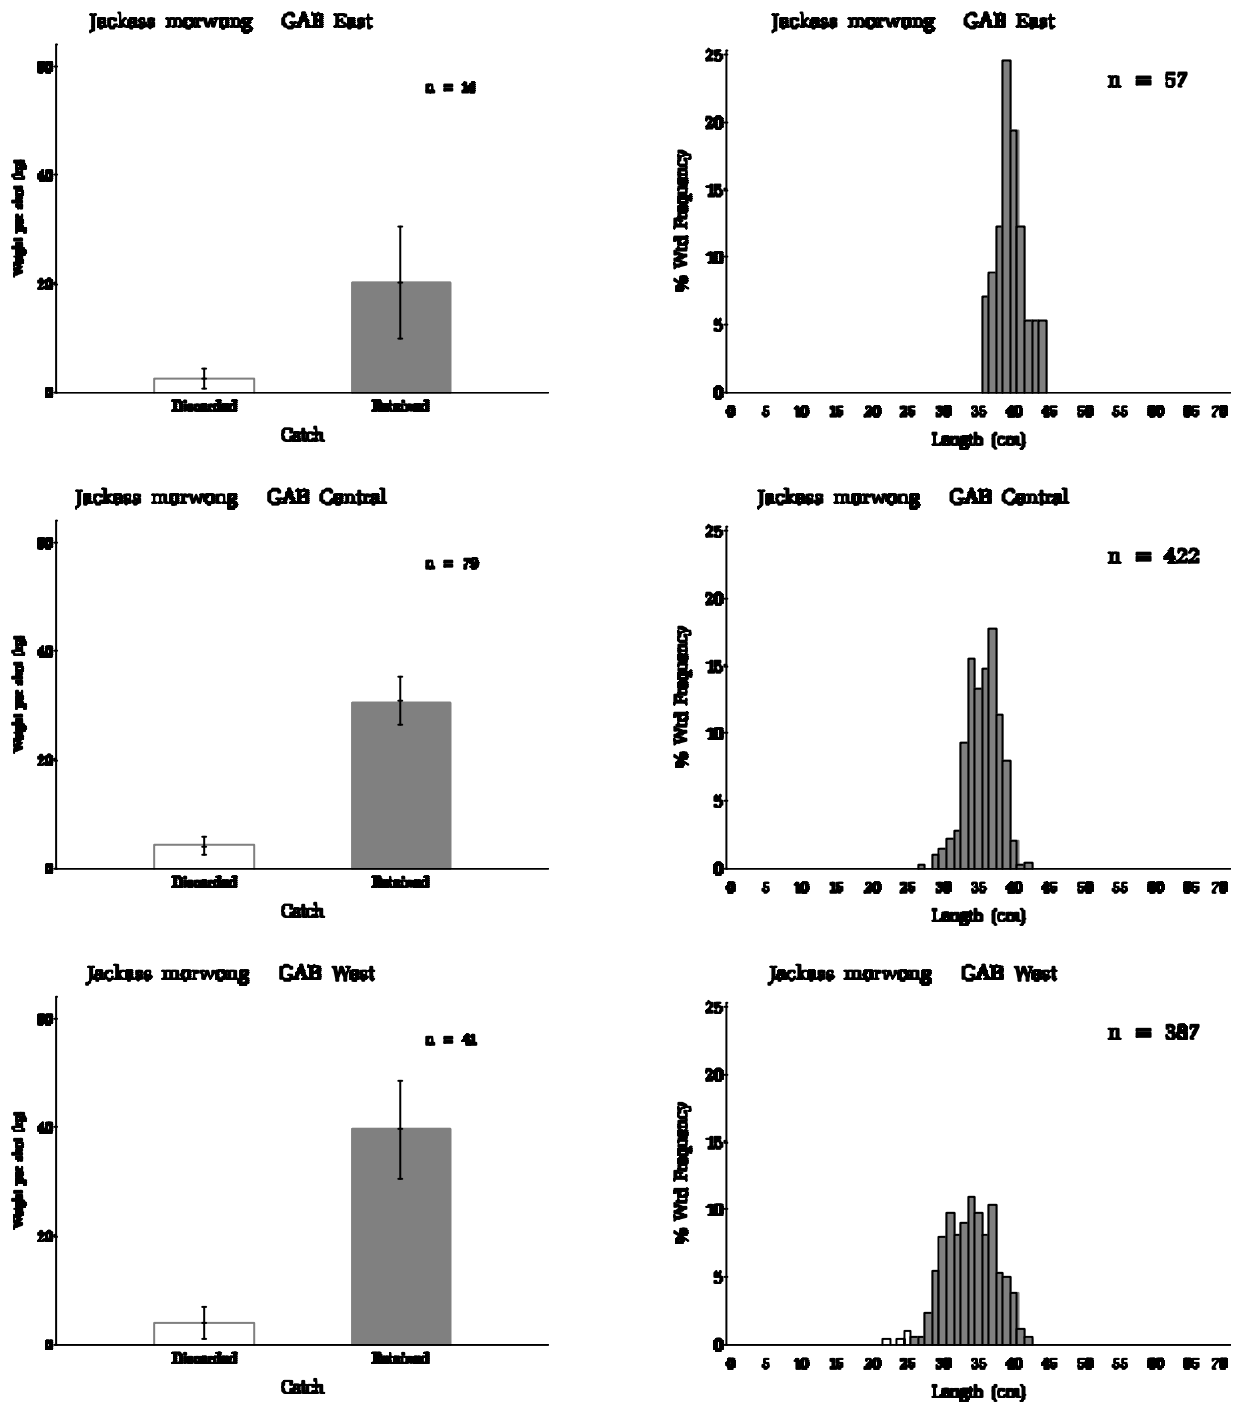 Jackass morwong GAB East
60
n = 16
40
Weight per shot (kg)
20
0
Discarded Retained
Catch
Jackass morwong GAB East
25
n = 57
20
15
% Wtd Frequency
10
5
0
0 5 10 15 20 25 30 35 40 45 50 55 60 65 70
Length (cm)
Jackass morwong GAB Central
60
n = 79
40
Weight per shot (kg)
20
0
Discarded Retained
Catch
Jackass morwong GAB Central
25
n = 422
20
15
% Wtd Frequency
10
5
0
0 5 10 15 20 25 30 35 40 45 50 55 60 65 70
Length (cm)
Jackass morwong GAB West
60
n = 41
40
Weight per shot (kg)
20
0
Discarded Retained
Catch
Jackass morwong GAB West
25
n =
20
15
% Wtd Frequency
10
5
0
0 5 10 15 20 25 30 35 40 45 50 55 60 65 70
Length (cm)